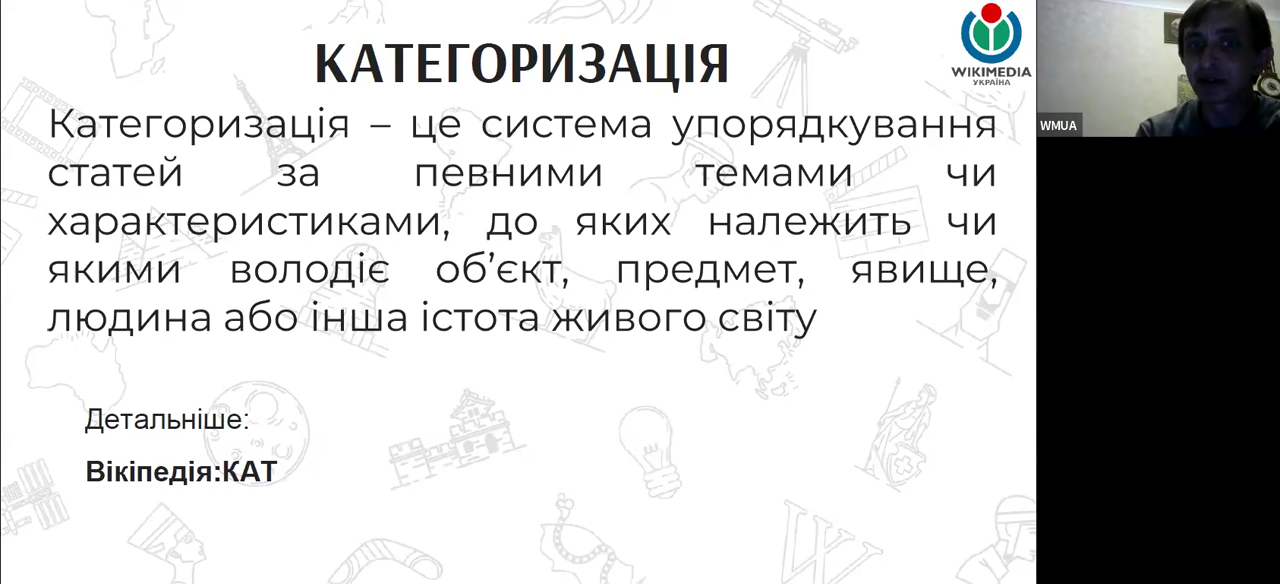 КАТЕГОРИЗАЦІЯ
WIKIMEDIA
УКРАЇНА
WMUA
Категоризація – це система упорядкування
статей за певними темами чи
характеристиками, до яких належить чи
якими володіє об’єкт, предмет, явище,
людина або інша істота живого світу
Детальніше:
Вікіпедія:КАТ